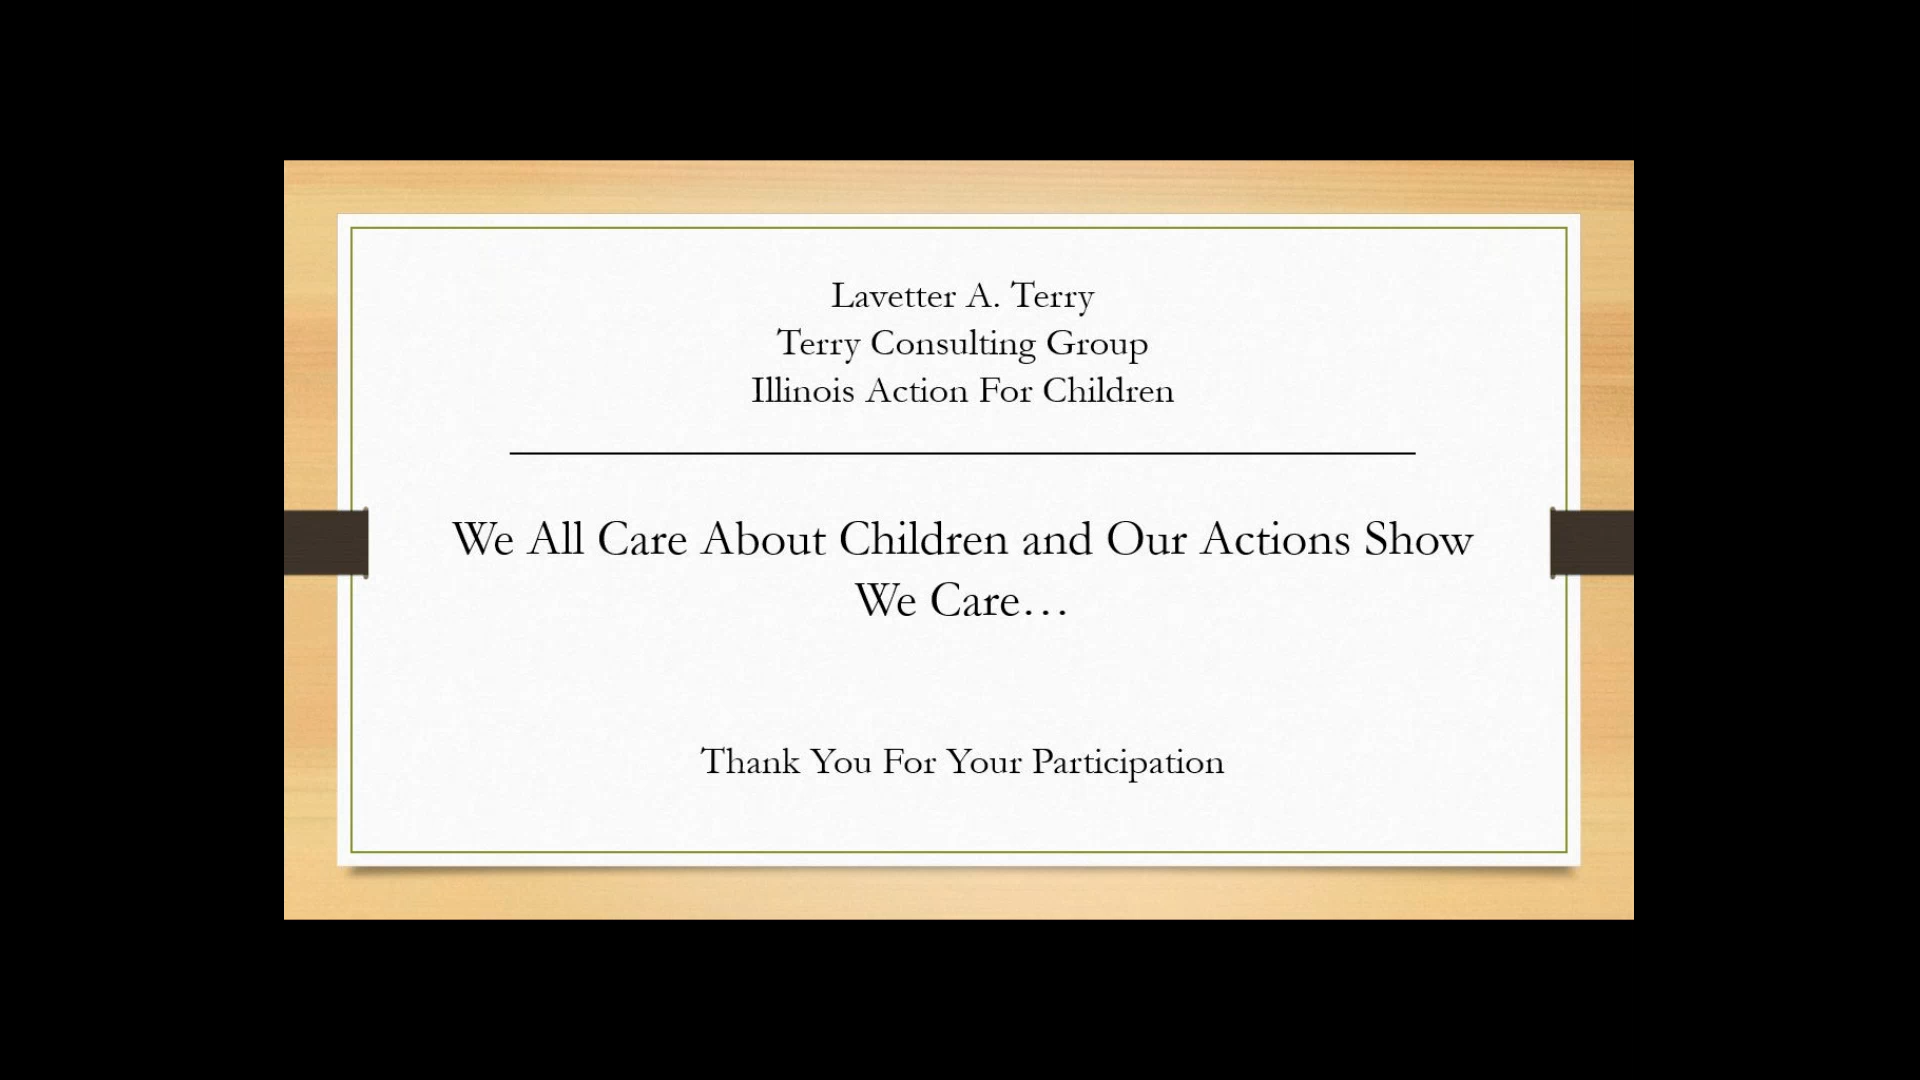 Lavetter A. Terry
Terry Consulting Group
Illinois Action For Children
We All Care About Children and Our Actions Show
We Care…
Thank You For Your Participation